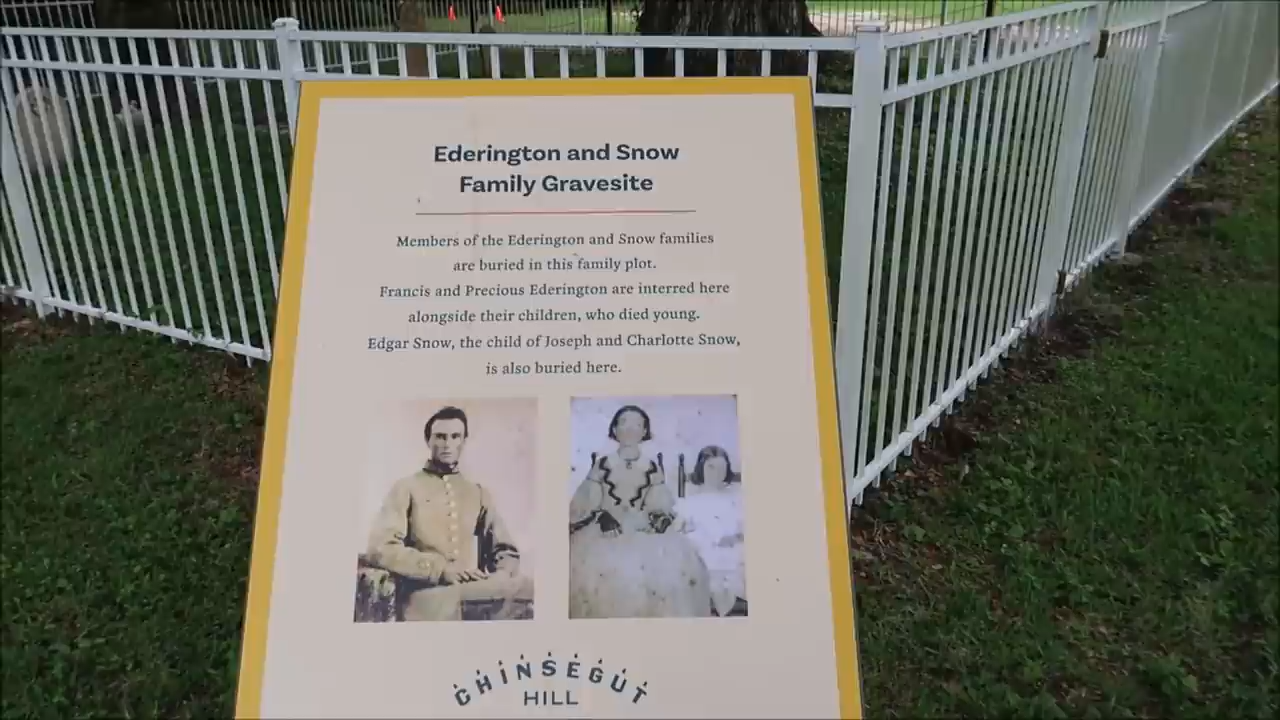 Ederington and Snow
Family Gravesite
Members of the Ederington and Snow families
are buried in this family plot.
Francis and Precious Ederington are interred here
alongside their children, who died young.
Edgar Snow, the child of Joseph and Charlotte Snow,
is also buried here.
CHINSEGUT
HILL